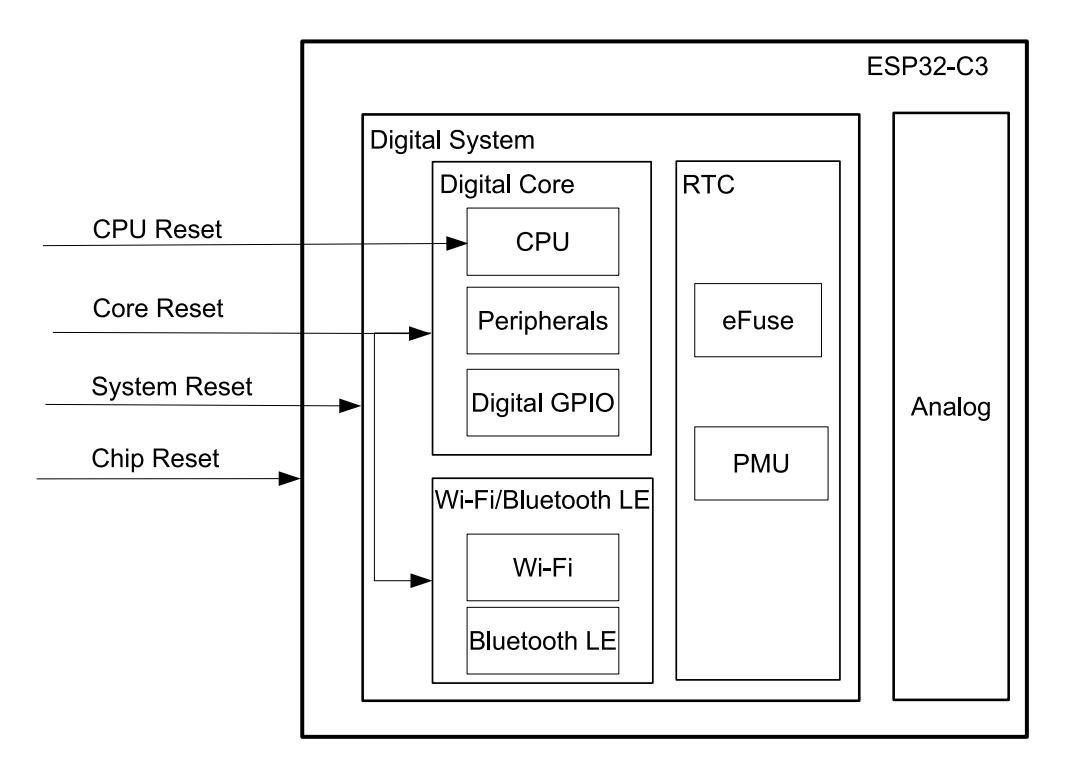 ESP32-C3
Digital System
Digital Core
RTC
CPU Reset
CPU
Core Reset
Peripherals
eFuse
System Reset
Digital GPIO
Analog
Chip Reset
PMU
Wi-Fi/Bluetooth LE
Wi-Fi
Bluetooth LE